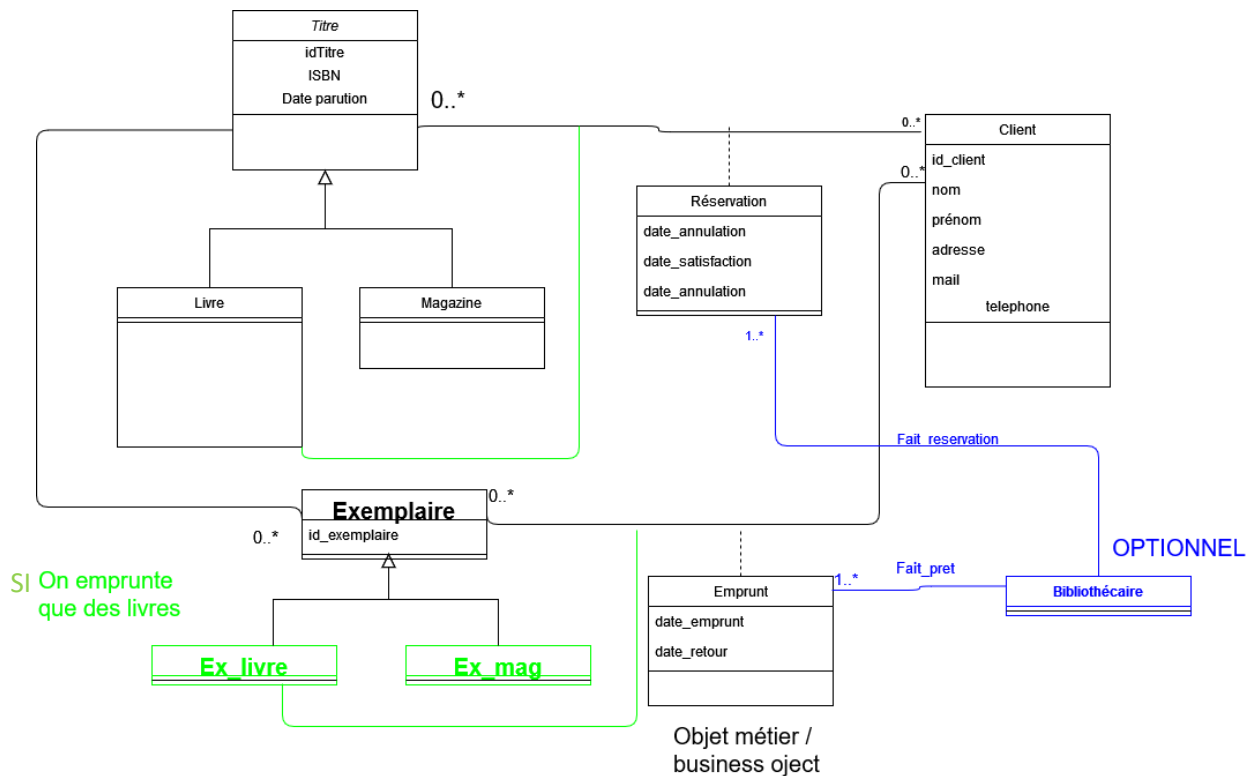 Titre
idTitre
ISBN
Date parution
0..*
0..*
Client
id_client
nom
prénom
adresse
mail
telephone
0..*
Réservation
date_annulation
date_satisfaction
date_annulation
1..*
Livre
Magazine
Fait_reservation
Exemplaire
id_exemplaire
0..*
0..*
OPTIONNEL
SI On emprunte
que des livres
Emprunt
date_emprunt
date_retour
1..*
Fait_pret
Bibliothécaire
Ex_livre
Ex_mag
Objet métier /
business oject